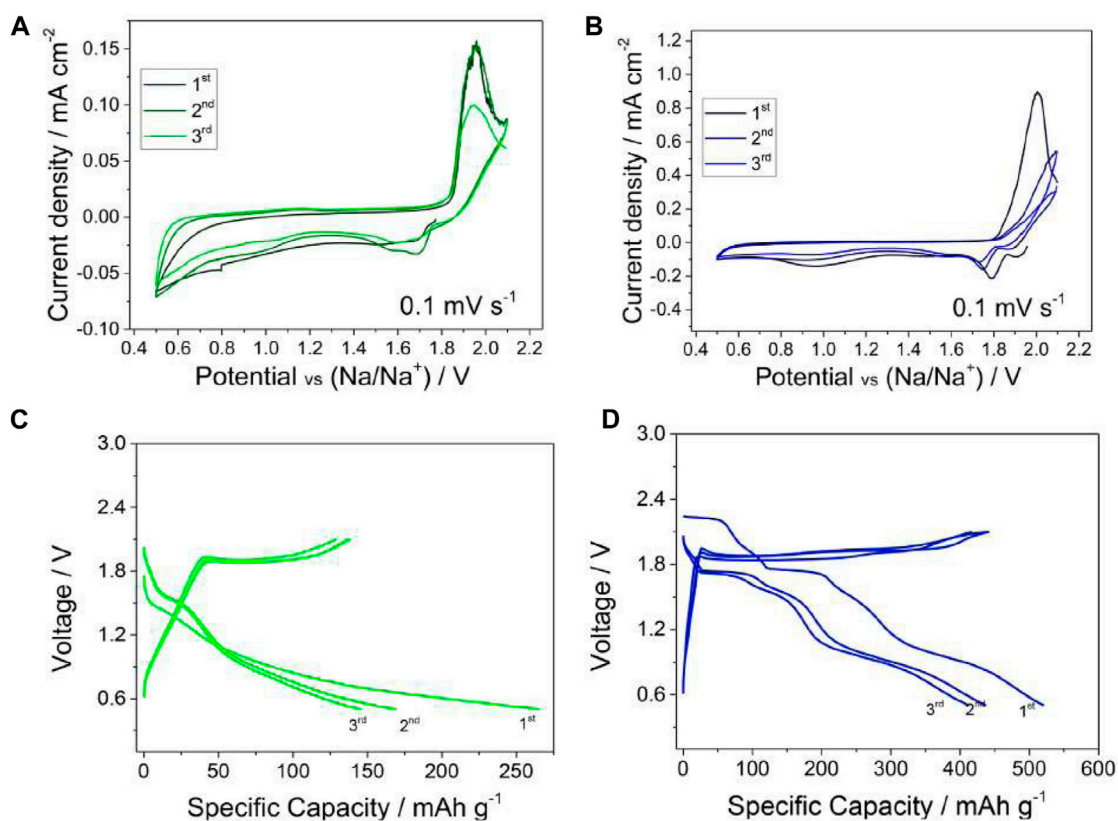 A
Current density / mA cm⁻²
0.15
0.10
0.05
0.00
-0.05
-0.10
1ˢᵗ
2ⁿᵈ
3ʳᵈ
0.1 mV s⁻¹
0.4 0.6 0.8 1.0 1.2 1.4 1.6 1.8 2.0 2.2
Potential vs (Na/Na⁺) / V
B
Current density / mA cm⁻²
1.2
1.0
0.8
0.6
0.4
0.2
0.0
-0.2
-0.4
1ˢᵗ
2ⁿᵈ
3ʳᵈ
0.1 mV s⁻¹
0.4 0.6 0.8 1.0 1.2 1.4 1.6 1.8 2.0 2.2
Potential vs (Na/Na⁺) / V
C
Voltage / V
3.0
2.4
1.8
1.2
0.6
3ʳᵈ 2ⁿᵈ 1ˢᵗ
0 50 100 150 200 250
Specific Capacity / mAh g⁻¹
D
Voltage / V
3.0
2.4
1.8
1.2
0.6
3ʳᵈ 2ⁿᵈ 1ˢᵗ
0 100 200 300 400 500 600
Specific Capacity / mAh g⁻¹